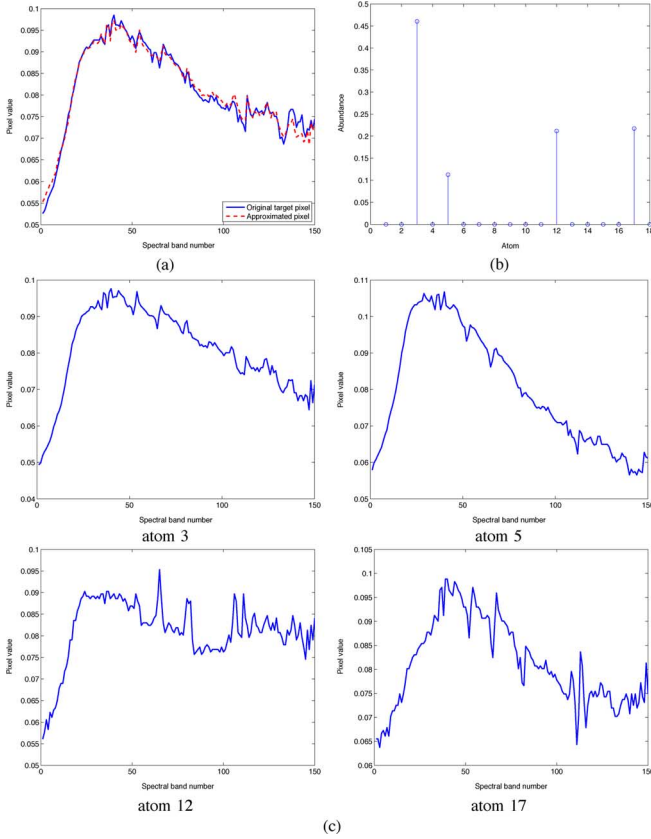 0.1
0.095
0.09
0.085
0.08
0.075
0.07
0.065
0.06
0.055
0.05
Pixel value
0
50
100
150
Spectral band number
Original target pixel
Approximated pixel
(a)
0.5
0.45
0.4
0.35
0.3
0.25
0.2
0.15
0.1
0.05
0
Abundance
0 2 4 6 8 10 12 14 16 18
Atom
(b)
0.1
0.09
0.08
0.07
0.06
0.05
0.04
Pixel value
0 50 100 150
Spectral band number
atom 3
0.11
0.1
0.09
0.08
0.07
0.06
0.05
Pixel value
0 50 100 150
Spectral band number
atom 5
0.1
0.095
0.09
0.085
0.08
0.075
0.07
0.065
0.06
0.055
0.05
Pixel value
0 50 100 150
Spectral band number
atom 12
0.105
0.1
0.095
0.09
0.085
0.08
0.075
0.07
0.065
0.06
Pixel value
0 50 100 150
Spectral band number
atom 17
(c)